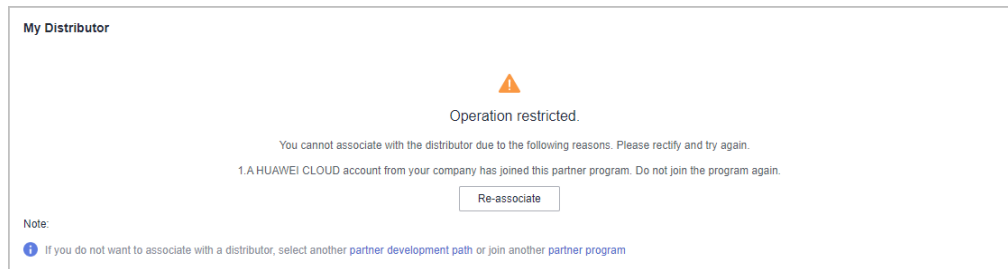 My Distributor
Operation restricted.
You cannot associate with the distributor due to the following reasons. Please rectify and try again.
1.A HUAWEI CLOUD account from your company has joined this partner program. Do not join the program again.
Re-associate
Note:
If you do not want to associate with a distributor, select another partner development path or join another partner program